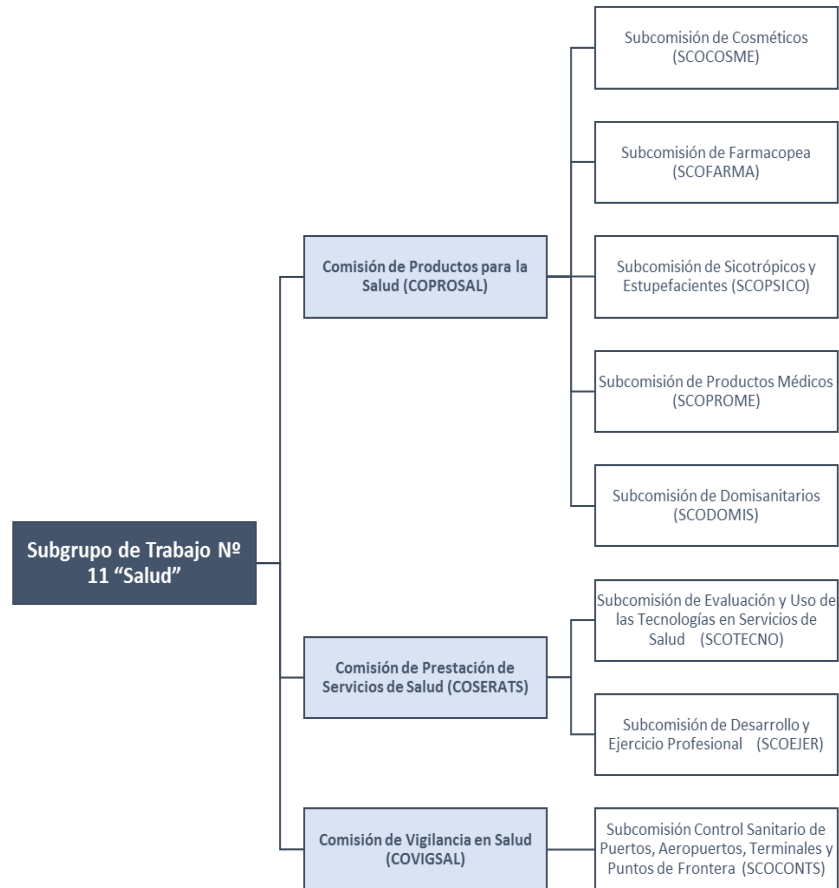 Subcomisión de Cosméticos
(SCOCOSME)
Subcomisión de Farmacopea
(SCOFARMA)
Comisión de Productos para la
Salud (COPROSAL)
Subcomisión de Sicotrópicos y
Estupefacientes (SCOPSICO)
Subcomisión de Productos Médicos
(SCOPROME)
Subcomisión de Domisanitarios
(SCODOMIS)
Subgrupo de Trabajo Nº
11 “Salud”
Subcomisión de Evaluación y Uso de
las Tecnologías en Servicios de
Salud (SCOTECNO)
Comisión de Prestación de
Servicios de Salud (COSERATS)
Subcomisión de Desarrollo y
Ejercicio Profesional (SCOEJER)
Comisión de Vigilancia en Salud
(COVIGSAL)
Subcomisión Control Sanitario de
Puertos, Aeropuertos, Terminales y
Puntos de Frontera (SCOCONTS)